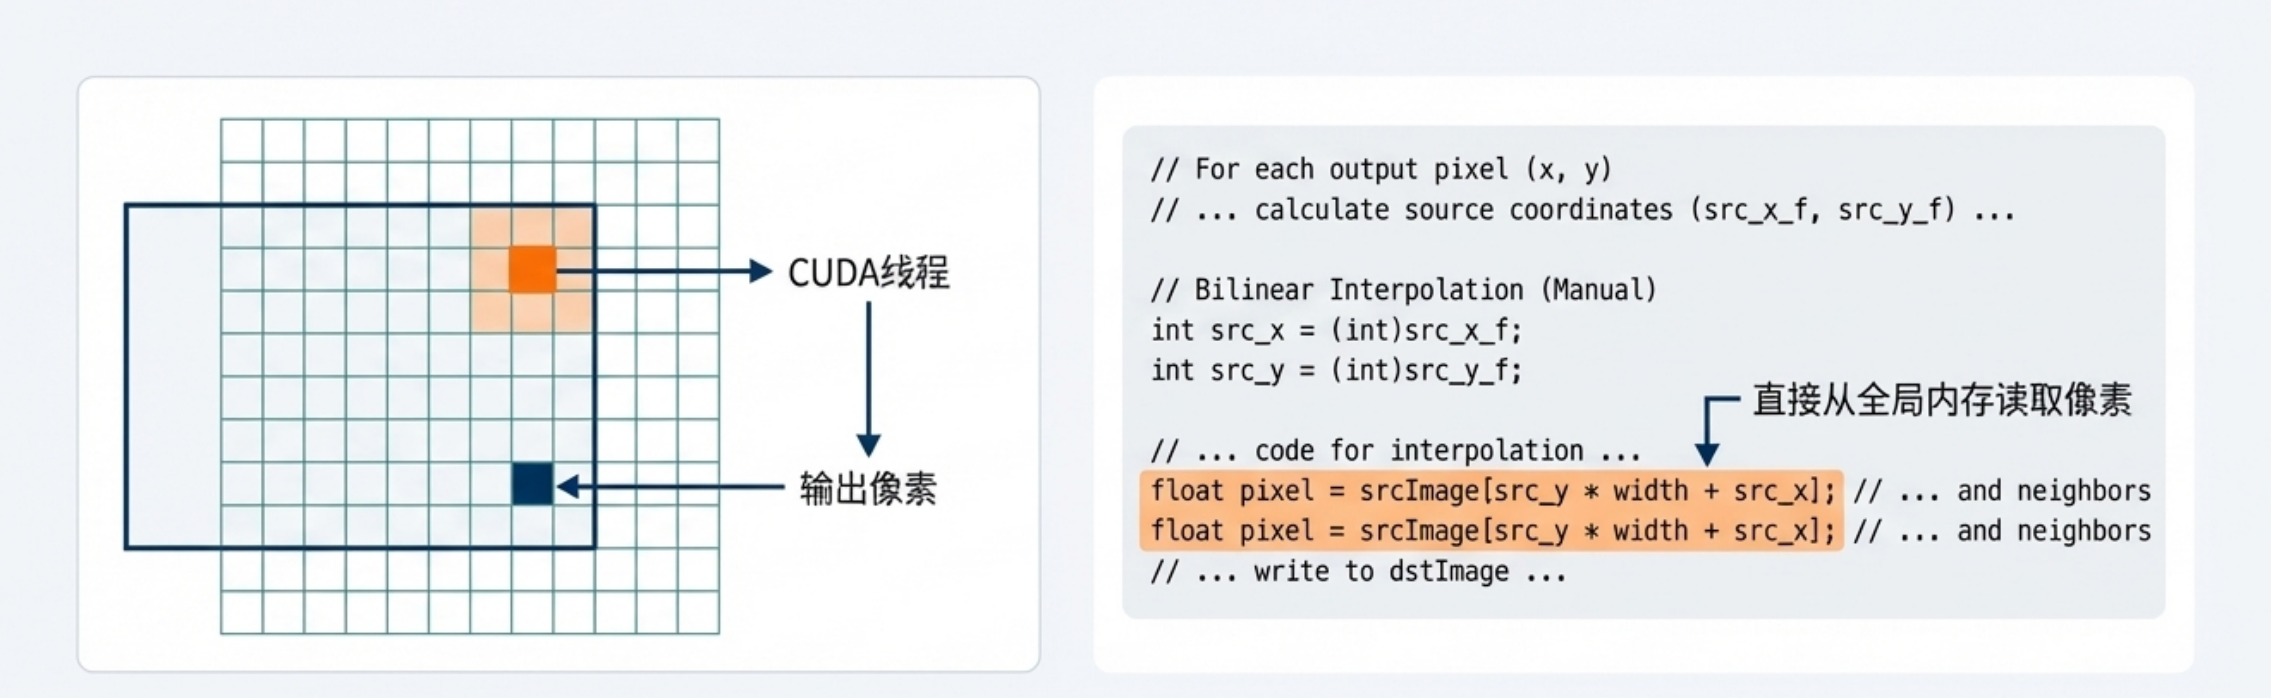 CUDA线程
输出像素
// For each output pixel (x, y)
// ... calculate source coordinates (src_x_f, src_y_f) ...
// Bilinear Interpolation (Manual)
int src_x = (int)src_x_f;
int src_y = (int)src_y_f;
直接从全局内存读取像素
// ... code for interpolation ...
float pixel = srcImage[src_y * width + src_x]; // ... and neighbors
float pixel = srcImage[src_y * width + src_x]; // ... and neighbors
// ... write to dstImage ...